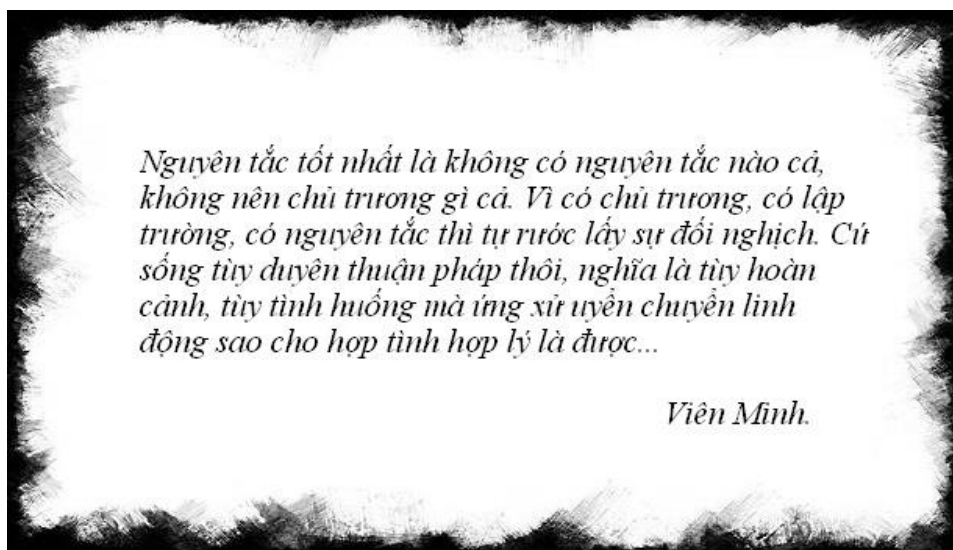 Nguyên tắc tốt nhất là không có nguyên tắc nào cả,
không nên chủ trương gì cả. Vì có chủ trương, có lập
trường, có nguyên tắc thì tự rước lấy sự đối nghịch. Cứ
sống tùy duyên thuận pháp thôi, nghĩa là tùy hoàn
cảnh, tùy tình huống mà ứng xử uyển chuyển linh
động sao cho hợp tình hợp lý là được...
Viên Minh.